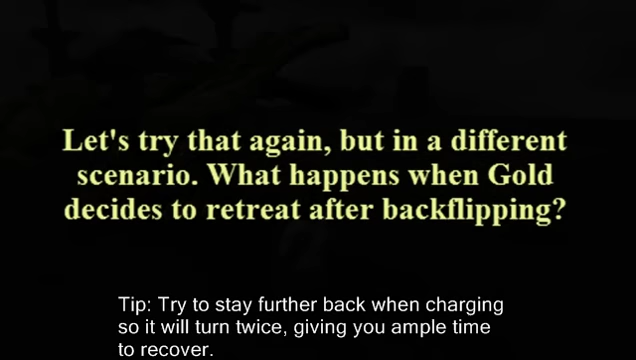 Let's try that again, but in a different
scenario. What happens when Gold
decides to retreat after backflipping?
Tip: Try to stay further back when charging
so it will turn twice, giving you ample time
to recover.